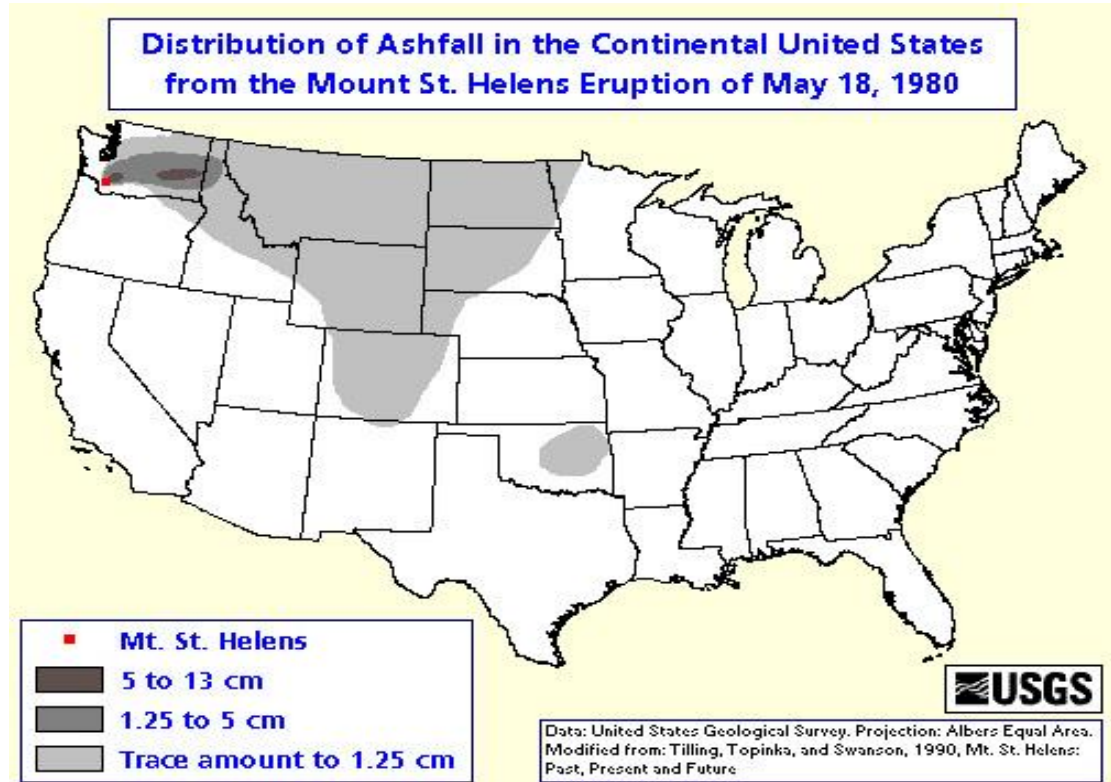 Distribution of Ashfall in the Continental United States
from the Mount St. Helens Eruption of May 18, 1980
Mt. St. Helens
5 to 13 cm
1.25 to 5 cm
Trace amount to 1.25 cm
USGS
Data: United States Geological Survey. Projection: Albers Equal Area.
Modified from: Tilling, Topinka, and Swanson, 1990, Mt. St. Helens:
Past, Present and Future